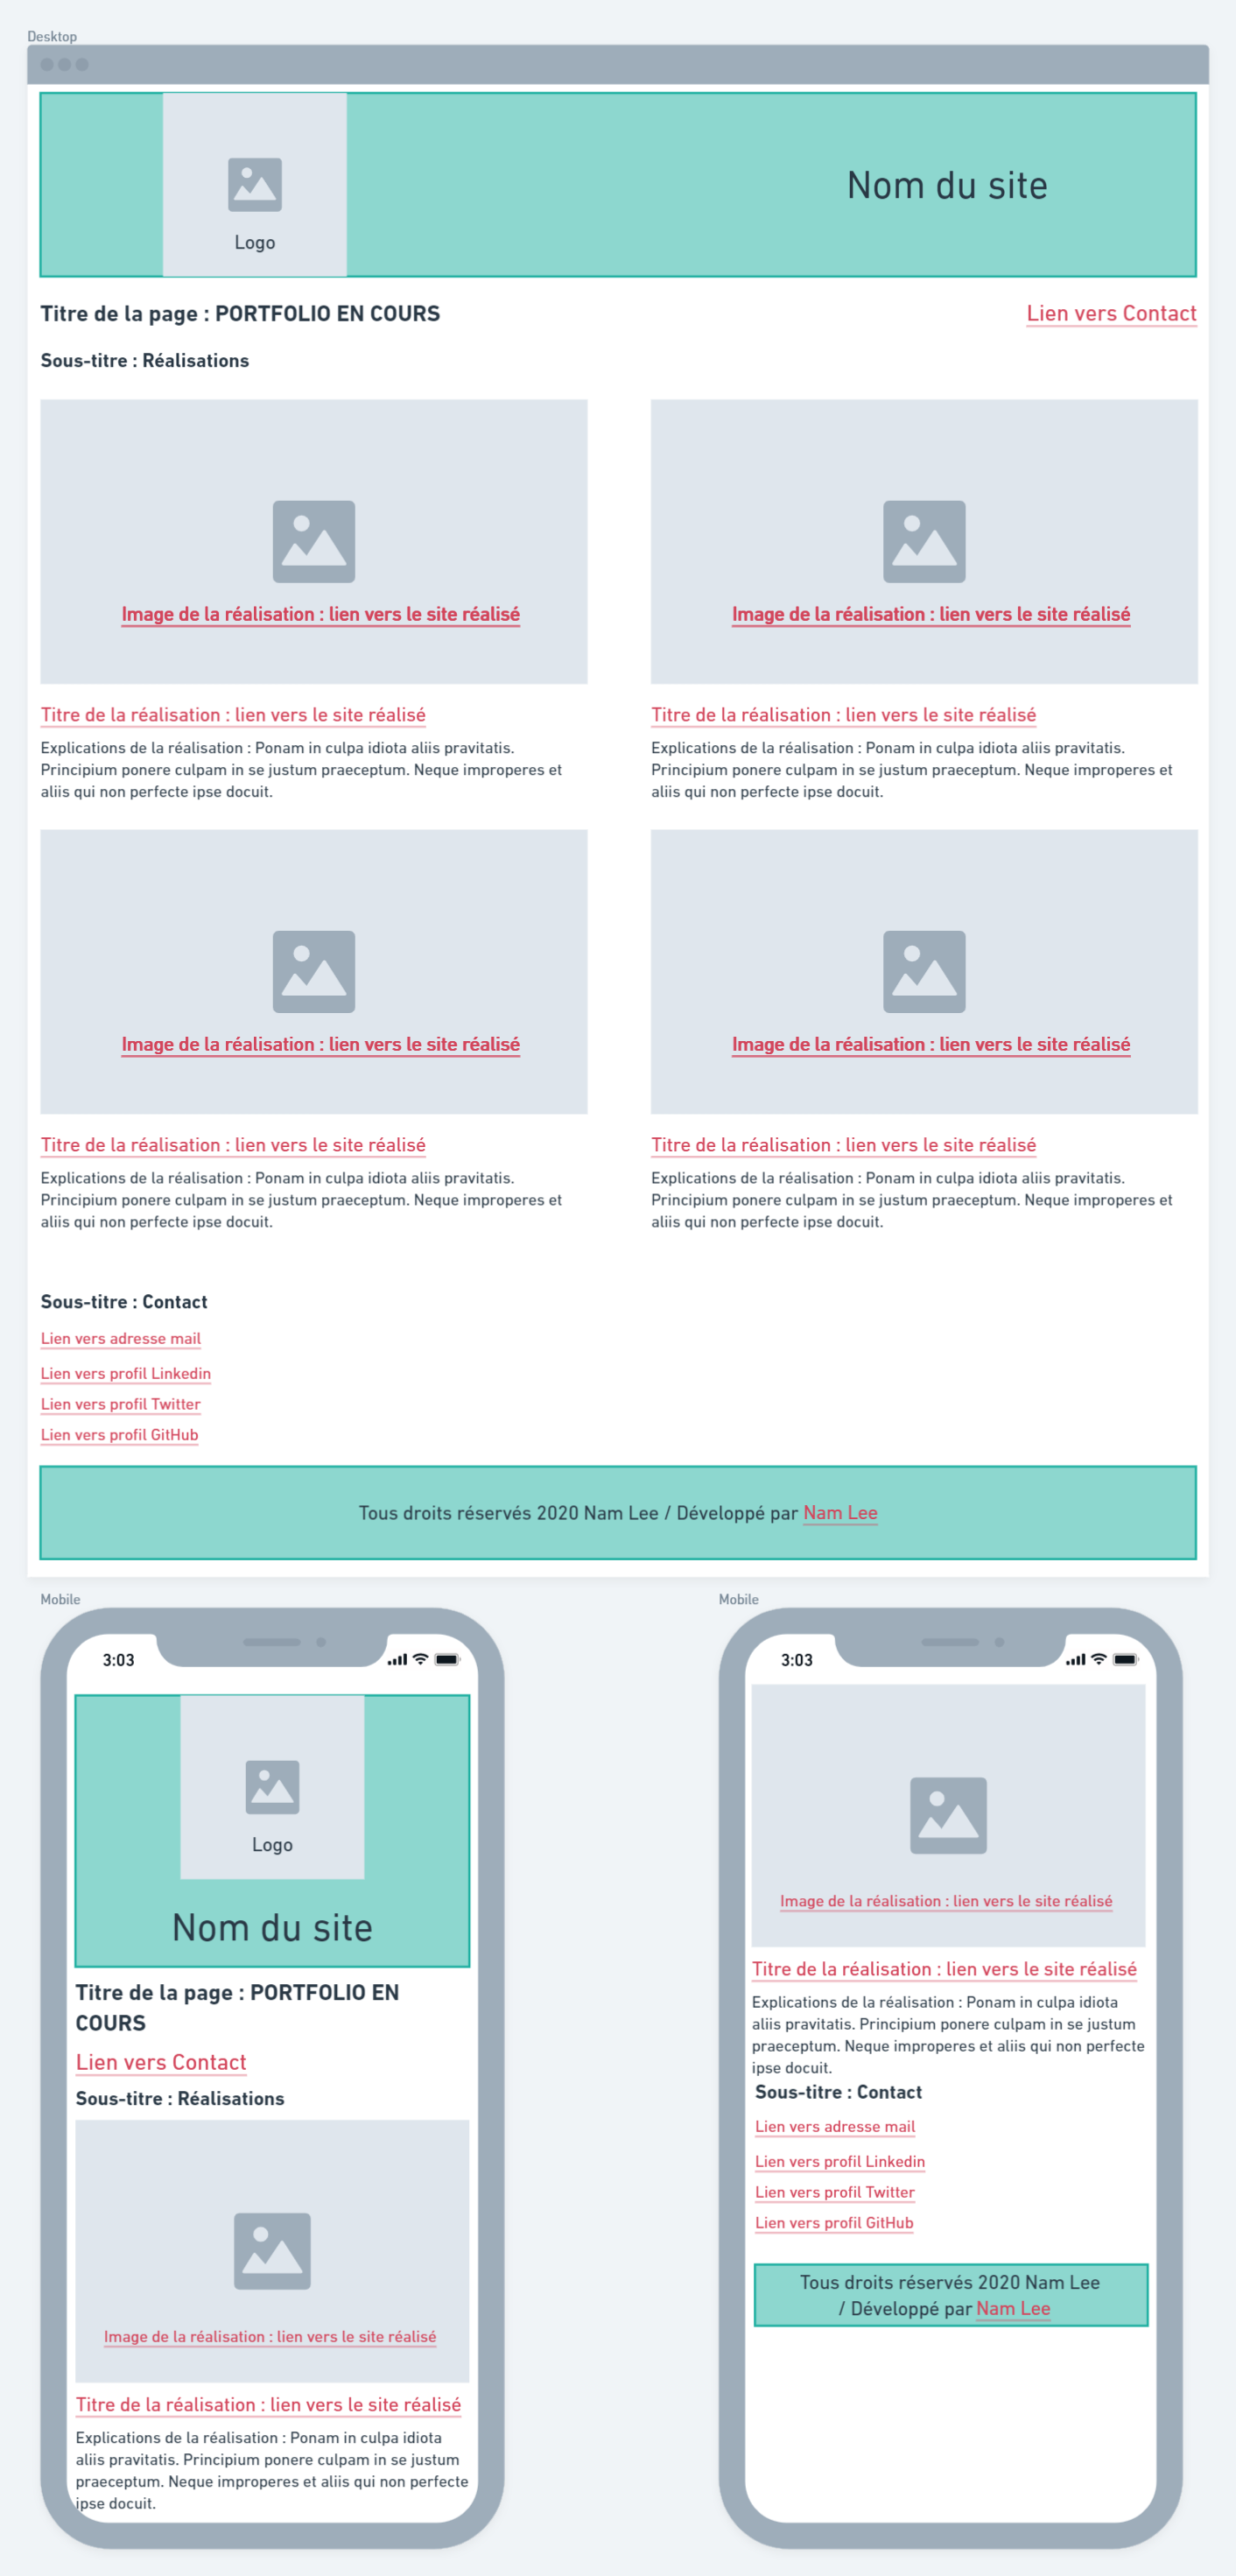 Desktop
Logo
Nom du site
Titre de la page : PORTFOLIO EN COURS
Lien vers Contact
Sous-titre : Réalisations
Image de la réalisation : lien vers le site réalisé
Image de la réalisation : lien vers le site réalisé
Titre de la réalisation : lien vers le site réalisé
Explications de la réalisation : Ponam in culpa idiota aliis pravitatis.
Principium ponere culpam in se justum praeceptum. Neque improperes et
aliis qui non perfecte ipse docuit.
Titre de la réalisation : lien vers le site réalisé
Explications de la réalisation : Ponam in culpa idiota aliis pravitatis.
Principium ponere culpam in se justum praeceptum. Neque improperes et
aliis qui non perfecte ipse docuit.
Image de la réalisation : lien vers le site réalisé
Image de la réalisation : lien vers le site réalisé
Titre de la réalisation : lien vers le site réalisé
Explications de la réalisation : Ponam in culpa idiota aliis pravitatis.
Principium ponere culpam in se justum praeceptum. Neque improperes et
aliis qui non perfecte ipse docuit.
Titre de la réalisation : lien vers le site réalisé
Explications de la réalisation : Ponam in culpa idiota aliis pravitatis.
Principium ponere culpam in se justum praeceptum. Neque improperes et
aliis qui non perfecte ipse docuit.
Sous-titre : Contact
Lien vers adresse mail
Lien vers profil Linkedin
Lien vers profil Twitter
Lien vers profil GitHub
Tous droits réservés 2020 Nam Lee / Développé par Nam Lee
Mobile
3:03
Logo
Nom du site
Titre de la page : PORTFOLIO EN
COURS
Lien vers Contact
Sous-titre : Réalisations
Image de la réalisation : lien vers le site réalisé
Titre de la réalisation : lien vers le site réalisé
Explications de la réalisation : Ponam in culpa idiota
aliis pravitatis. Principium ponere culpam in se justum
praeceptum. Neque improperes et aliis qui non perfecte
ipse docuit.
Mobile
3:03
Image de la réalisation : lien vers le site réalisé
Titre de la réalisation : lien vers le site réalisé
Explications de la réalisation : Ponam in culpa idiota
aliis pravitatis. Principium ponere culpam in se justum
praeceptum. Neque improperes et aliis qui non perfecte
ipse docuit.
Sous-titre : Contact
Lien vers adresse mail
Lien vers profil Linkedin
Lien vers profil Twitter
Lien vers profil GitHub
Tous droits réservés 2020 Nam Lee
/ Développé par Nam Lee